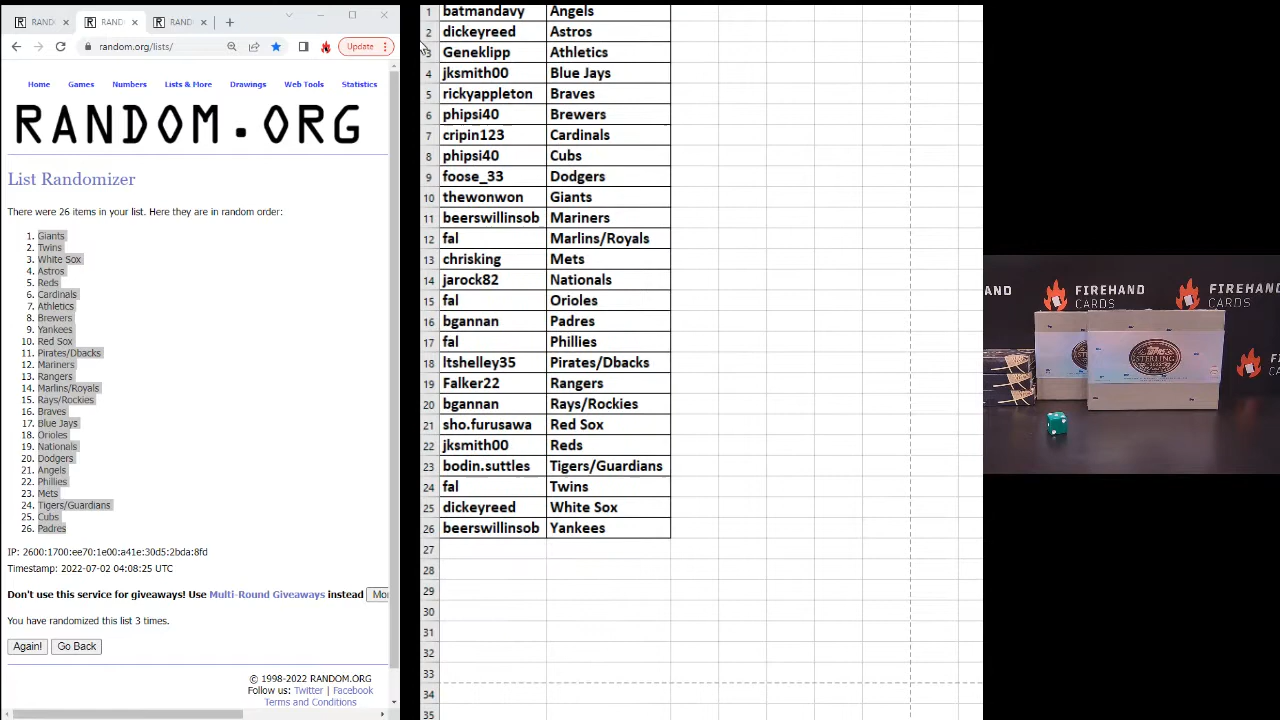 RAND
RAND
RAND
random.org/lists/
Update
Home Games Numbers Lists & More Drawings Web Tools Statistics
RANDOM.ORG
List Randomizer
There were 26 items in your list. Here they are in random order:
1. Giants
2. Twins
3. White Sox
4. Astros
5. Reds
6. Cardinals
7. Athletics
8. Brewers
9. Yankees
10. Red Sox
11. Pirates/Dbacks
12. Mariners
13. Rangers
14. Marlins/Royals
15. Rays/Rockies
16. Braves
17. Blue Jays
18. Orioles
19. Nationals
20. Dodgers
21. Angels
22. Phillies
23. Mets
24. Tigers/Guardians
25. Cubs
26. Padres
IP: 2600:1700:ee70:1e00:a41e:30d5:2bda:8fd
Timestamp: 2022-07-02 04:08:25 UTC
Don't use this service for giveaways! Use Multi-Round Giveaways instead
You have randomized this list 3 times.
Again! Go Back
© 1998-2022 RANDOM.ORG
Follow us: Twitter | Facebook
Terms and Conditions
1 batmandavy Angels
2 dickeyreed Astros
3 Geneklipp Athletics
4 jksmith00 Blue Jays
5 rickyappleton Braves
6 phipsi40 Brewers
7 cripin123 Cardinals
8 phipsi40 Cubs
9 foose_33 Dodgers
10 thewonwon Giants
11 beerswillinsob Mariners
12 fal Marlins/Royals
13 chrisking Mets
14 jarock82 Nationals
15 fal Orioles
16 bgannan Padres
17 fal Phillies
18 ltshelley35 Pirates/Dbacks
19 Falker22 Rangers
20 bgannan Rays/Rockies
21 sho.furusawa Red Sox
22 jksmith00 Reds
23 bodin.suttles Tigers/Guardians
24 fal Twins
25 dickeyreed White Sox
26 beerswillinsob Yankees
27
28
29
30
31
32
33
34
35
AND
FIREHAND
CARDS
FIREHAND
CARDS
STERLING